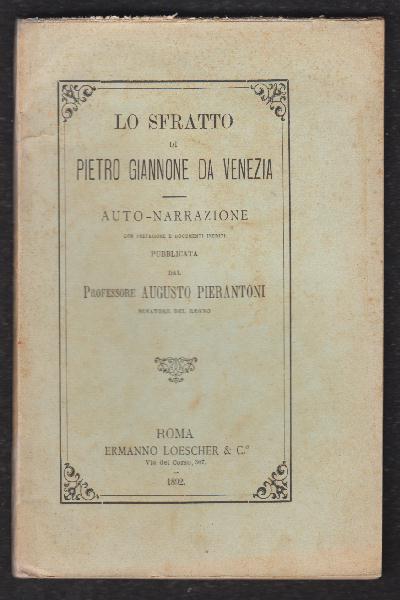 LO SFRATTO
DI
PIETRO GIANNONE DA VENEZIA
AUTO-NARRAZIONE
CON PREFAZIONE E DOCUMENTI INEDITI
PUBBLICATA
DAL
PROFESSORE AUGUSTO PIERANTONI
SENATORE DEL REGNO
ROMA
ERMANNO LOESCHER & C.º
Via del Corso, 307.
1892.